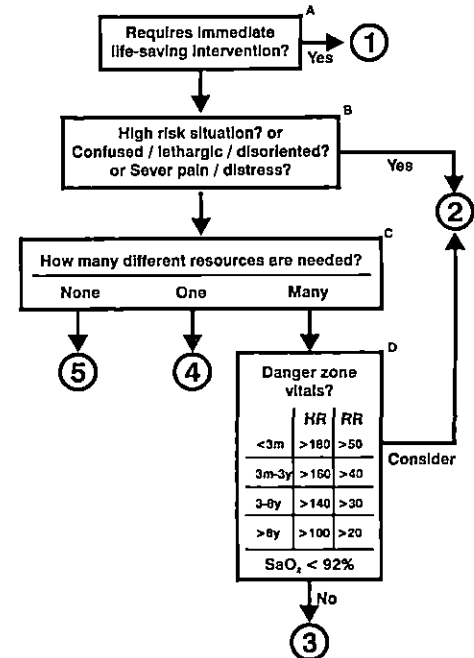 A
Requires immediate
life-saving intervention?
Yes
1
B
High risk situation? or
Confused / lethargic / disoriented?
or Sever pain / distress?
Yes
2
C
How many different resources are needed?
None One Many
5
4
D
Danger zone
vitals?
HR RR
<3m >180 >50
3m-3y >160 >40
3-8y >140 >30
>8y >100 >20
SaO₂ < 92%
Consider
No
3